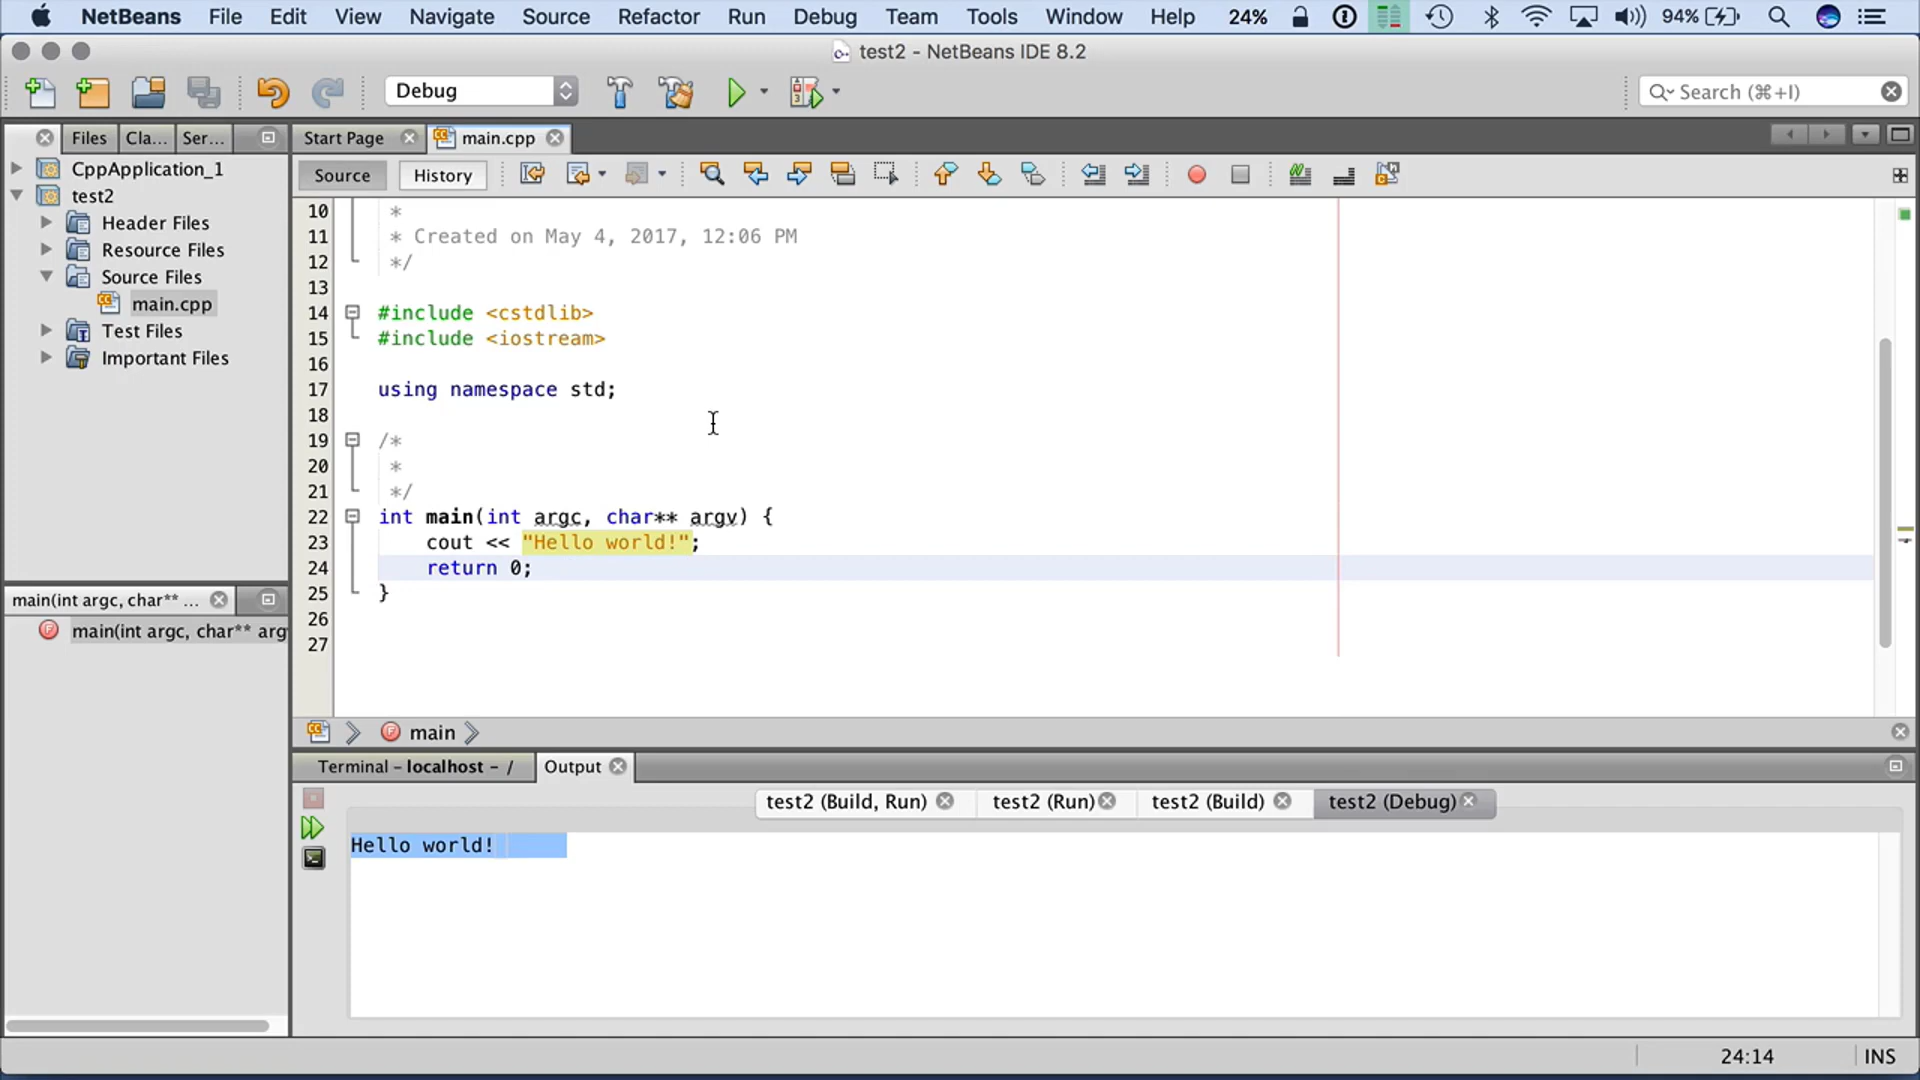 NetBeans File Edit View Navigate Source Refactor Run Debug Team Tools Window Help 24% 94%
test2 - NetBeans IDE 8.2
Debug
Search (⌘+I)
Files Cla... Ser...
Start Page main.cpp
Source History
CppApplication_1
test2
Header Files
Resource Files
Source Files
main.cpp
Test Files
Important Files
10 *
11 * Created on May 4, 2017, 12:06 PM
12 */
13
14 #include <cstdlib>
15 #include <iostream>
16
17 using namespace std;
18
19 /*
20 *
21 */
22 int main(int argc, char** argv) {
23 cout << "Hello world!";
24 return 0;
25 }
26
27
main(int argc, char** ...
main(int argc, char** arg
main
Terminal - localhost - / Output
test2 (Build, Run) test2 (Run) test2 (Build) test2 (Debug)
Hello world!
24:14 INS